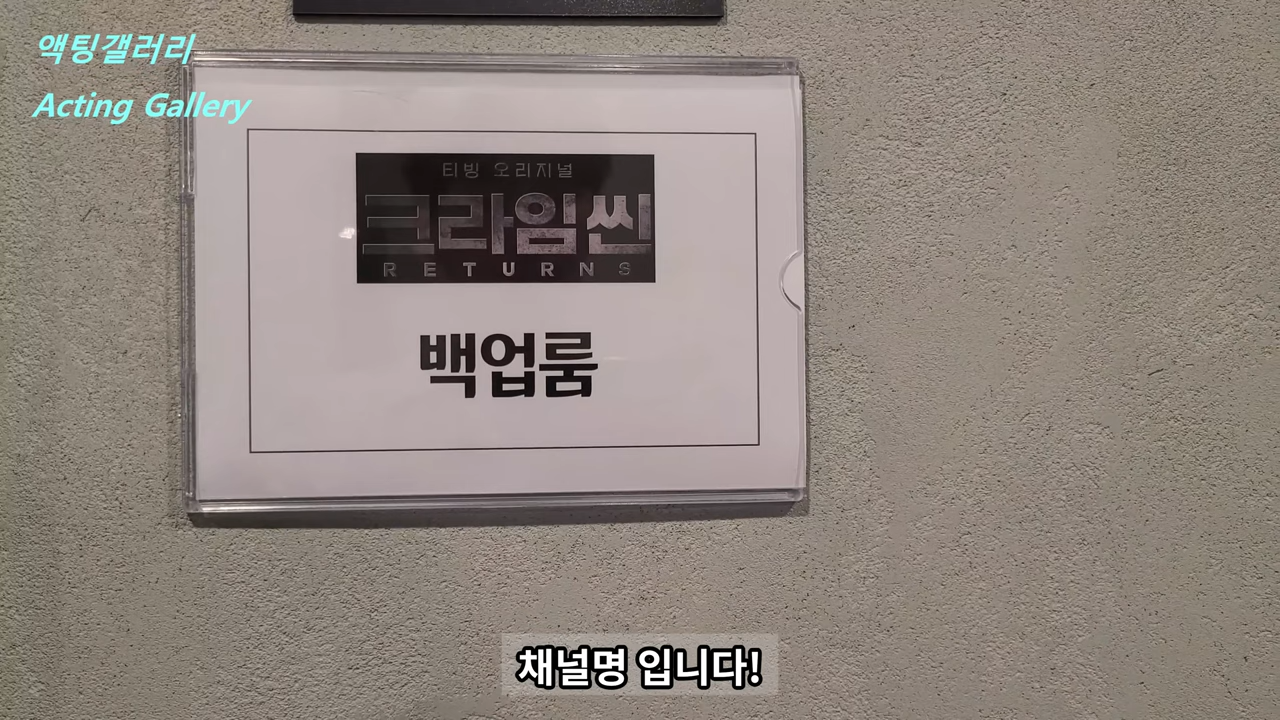 액팅갤러리
Acting Gallery
티빙 오리지널
크라임씬
RETURNS
백업룸
채널명 입니다!